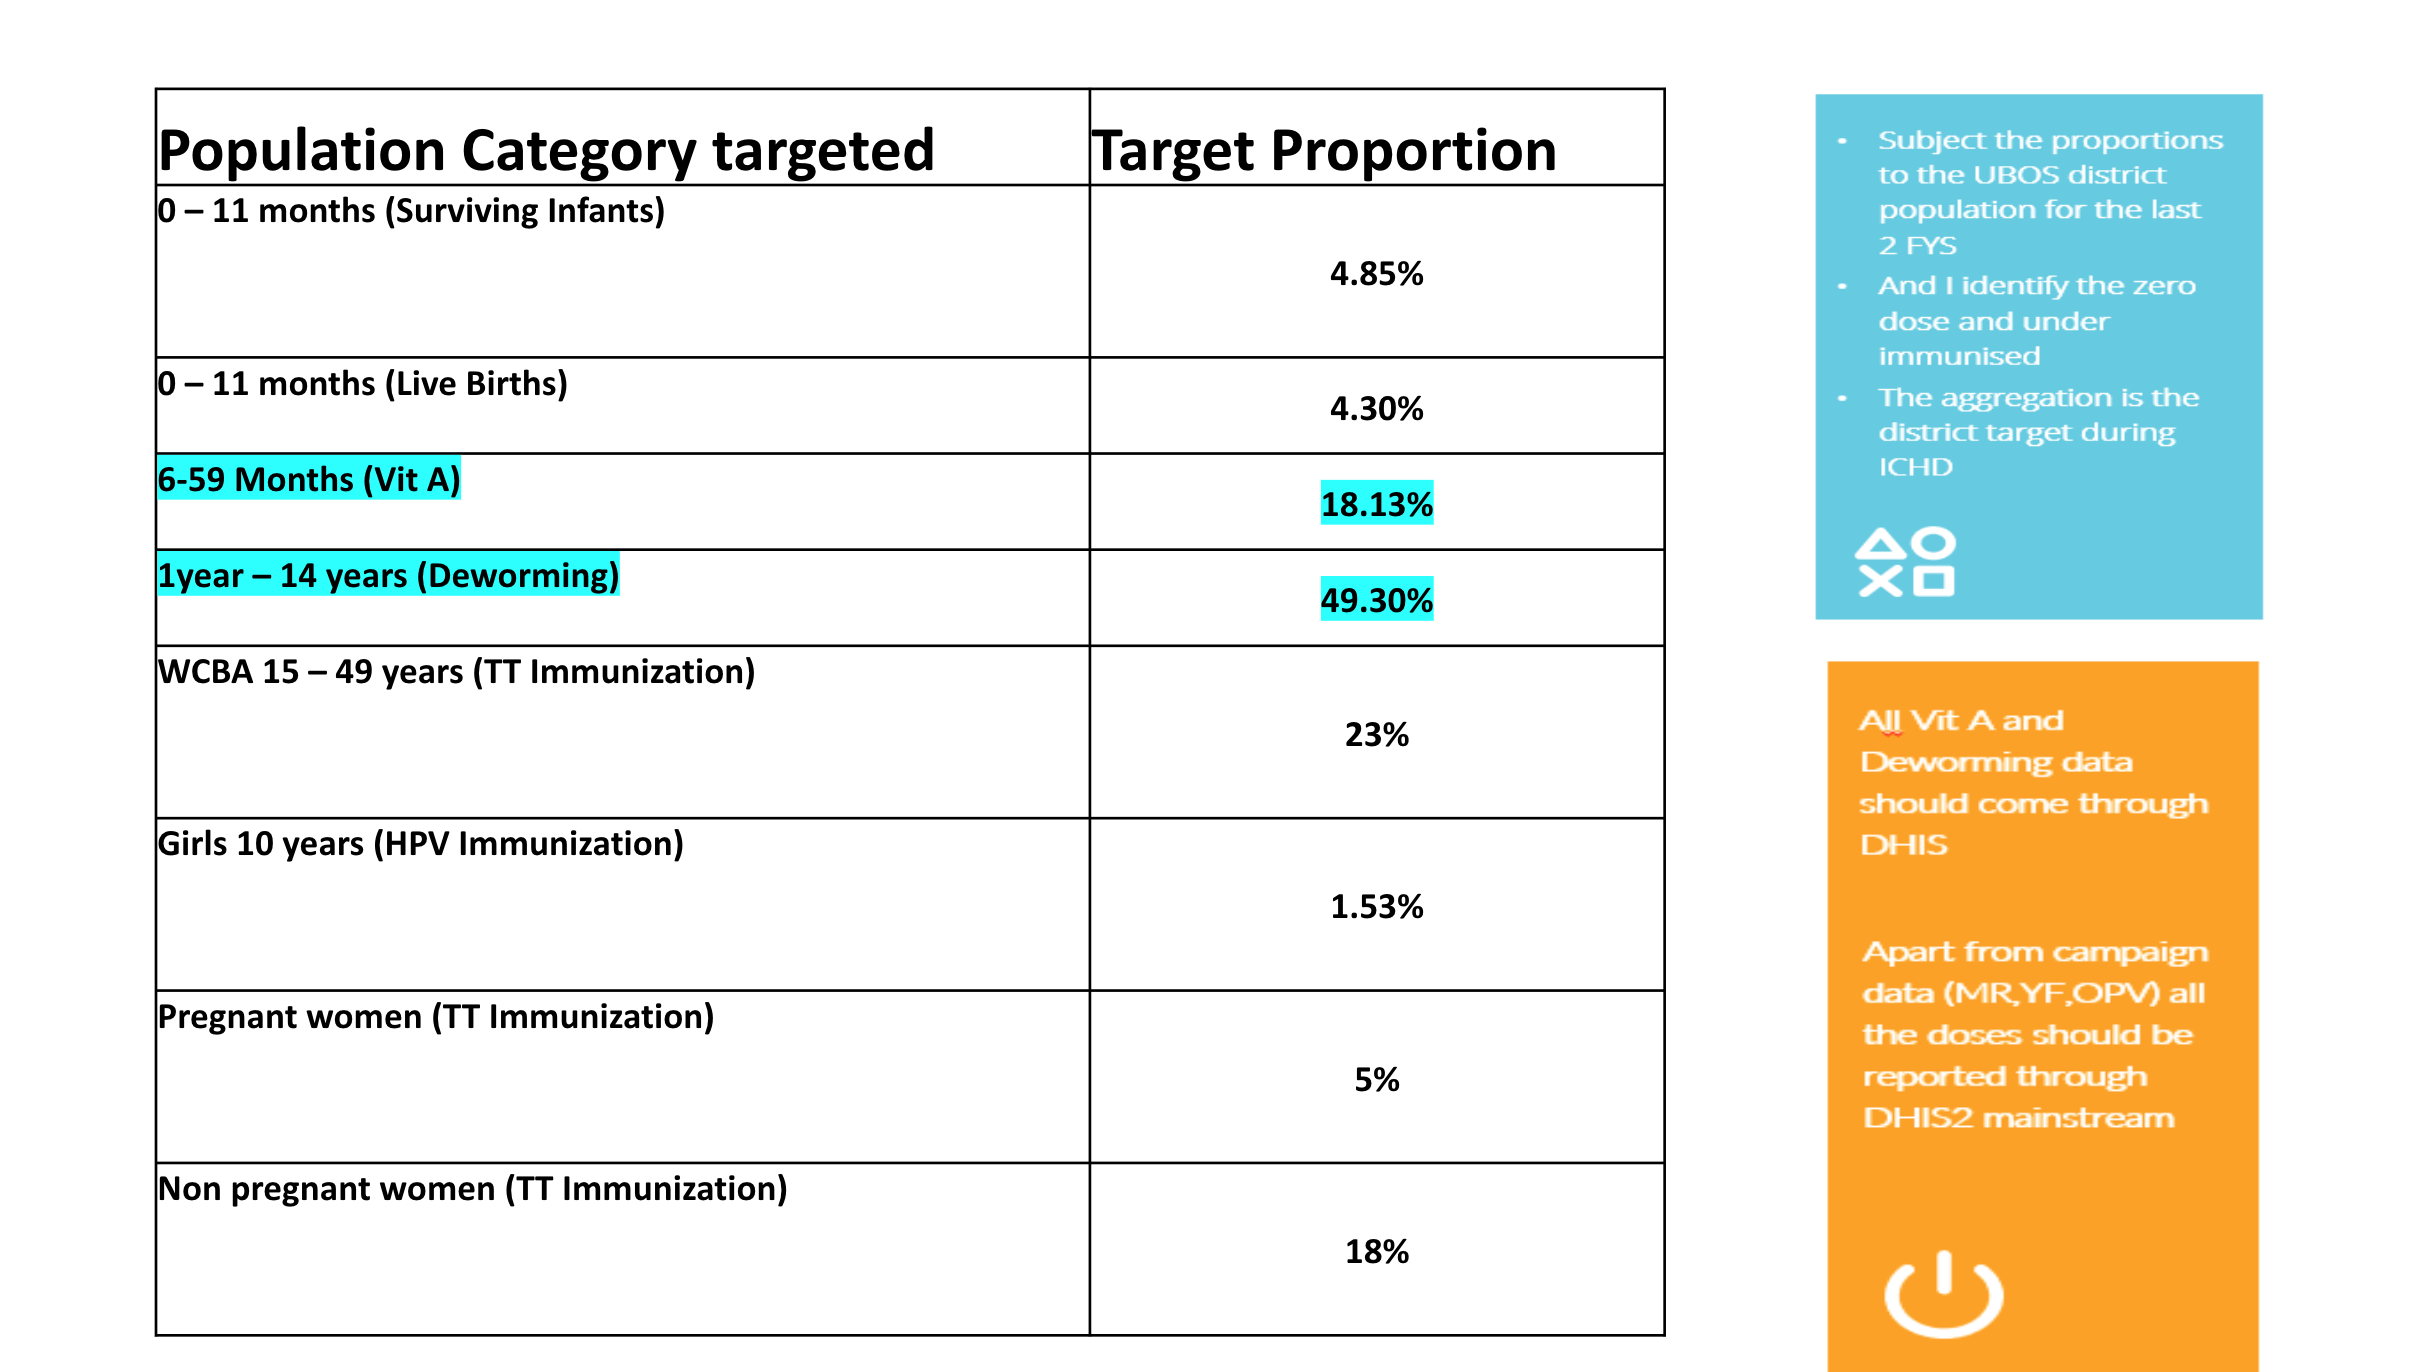 Population Category targeted Target Proportion
0 – 11 months (Surviving Infants) 4.85%
0 – 11 months (Live Births) 4.30%
6-59 Months (Vit A) 18.13%
1year – 14 years (Deworming) 49.30%
WCBA 15 – 49 years (TT Immunization) 23%
Girls 10 years (HPV Immunization) 1.53%
Pregnant women (TT Immunization) 5%
Non pregnant women (TT Immunization) 18%
• Subject the proportions
to the UBOS district
population for the last
2 FYS
• And I identify the zero
dose and under
immunised
• The aggregation is the
district target during
ICHD
All Vit A and
Deworming data
should come through
DHIS
Apart from campaign
data (MR,YF,OPV) all
the doses should be
reported through
DHIS2 mainstream